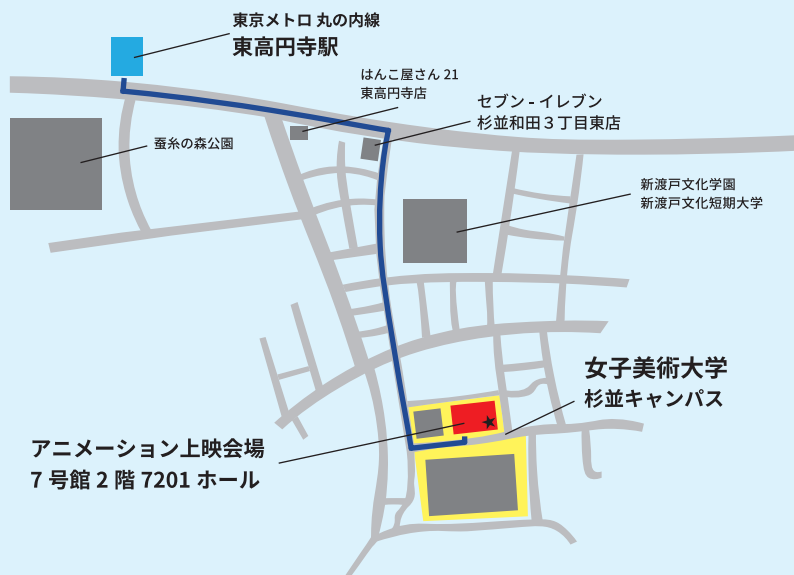 東京メトロ 丸の内線
東高円寺駅
はんこ屋さん 21
東高円寺店
セブン - イレブン
杉並和田３丁目東店
蚕糸の森公園
新渡戸文化学園
新渡戸文化短期大学
女子美術大学
杉並キャンパス
アニメーション上映会場
7 号館 2 階 7201 ホール